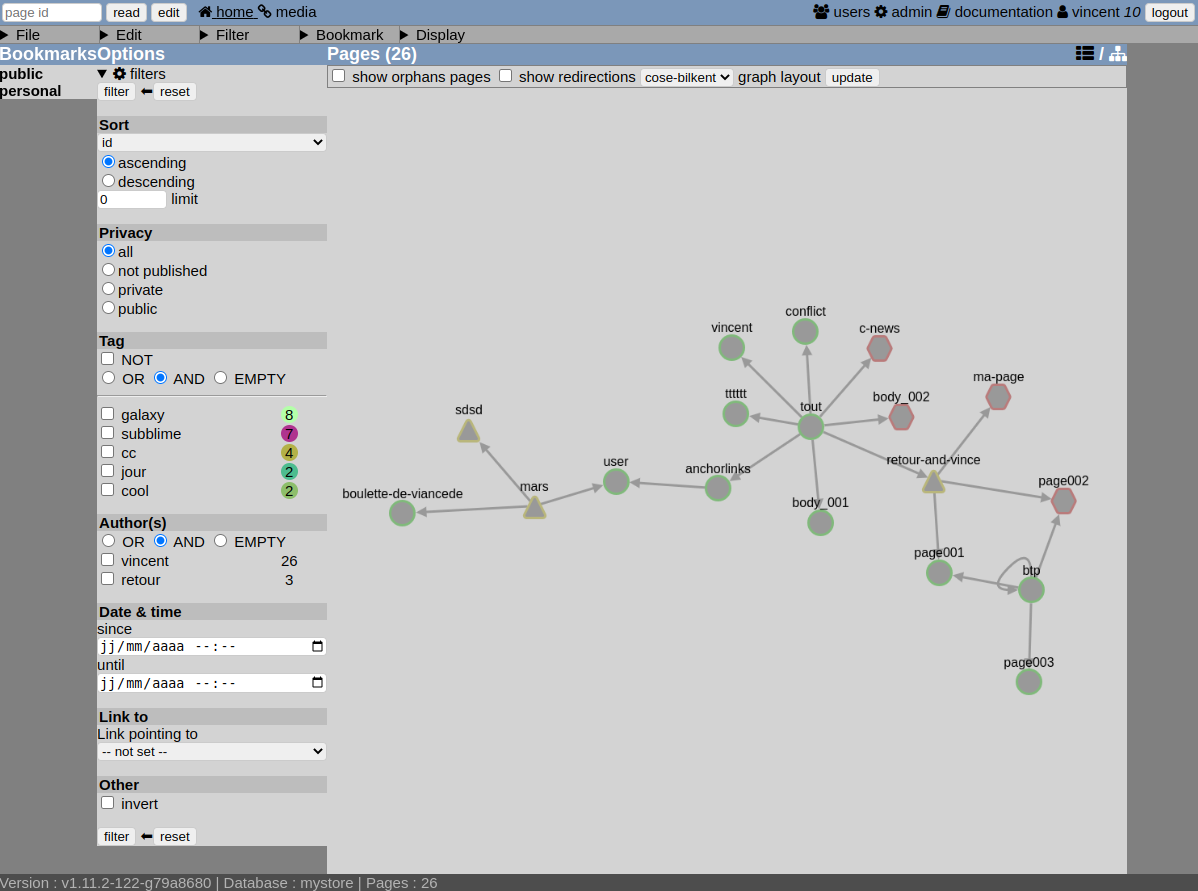 page id read edit home media users admin documentation vincent 10 logout
File Edit Filter Bookmark Display
Bookmarks
public
personal
Options
filters
filter reset
Sort
id
ascending
descending
0 limit
Privacy
all
not published
private
public
Tag
NOT
OR AND EMPTY
galaxy 8
subblime 7
cc 4
jour 2
cool 2
Author(s)
OR AND EMPTY
vincent 26
retour 3
Date & time
since
jj/mm/aaaa --:--
until
jj/mm/aaaa --:--
Link to
Link pointing to
-- not set --
Other
invert
filter reset
Pages (26) /
show orphans pages show redirections cose-bilkent graph layout update
conflict
vincent
c-news
ma-page
tttttt
body_002
tout
sdsd
retour-and-vince
user
anchorlinks
page002
mars
boulette-de-viancede
body_001
page001
btp
page003
Version : v1.11.2-122-g79a8680 | Database : mystore | Pages : 26